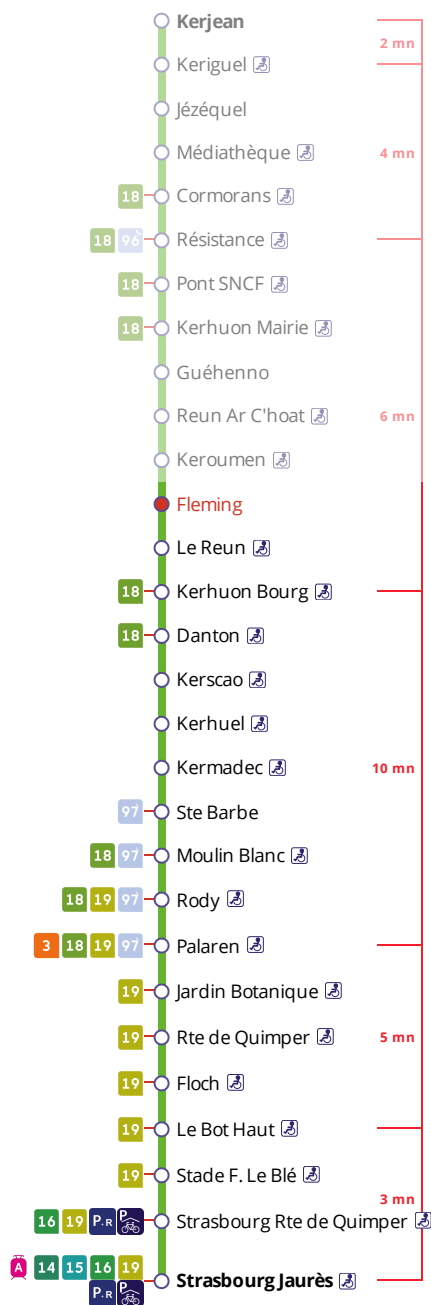 Kerjean
2 mn
Keriguel
Jézéquel
Médiathèque
4 mn
18 Cormorans
18 96 Résistance
18 Pont SNCF
18 Kerhuon Mairie
Guéhenno
Reun Ar C'hoat
6 mn
Keroumen
Fleming
Le Reun
18 Kerhuon Bourg
18 Danton
Kerscao
Kerhuel
Kermadec
10 mn
97 Ste Barbe
18 97 Moulin Blanc
18 19 97 Rody
3 18 19 97 Palaren
19 Jardin Botanique
19 Rte de Quimper
5 mn
19 Floch
19 Le Bot Haut
19 Stade F. Le Blé
3 mn
16 19 P.R P Strasbourg Rte de Quimper
A 14 15 16 19 Strasbourg Jaurès
P.R P